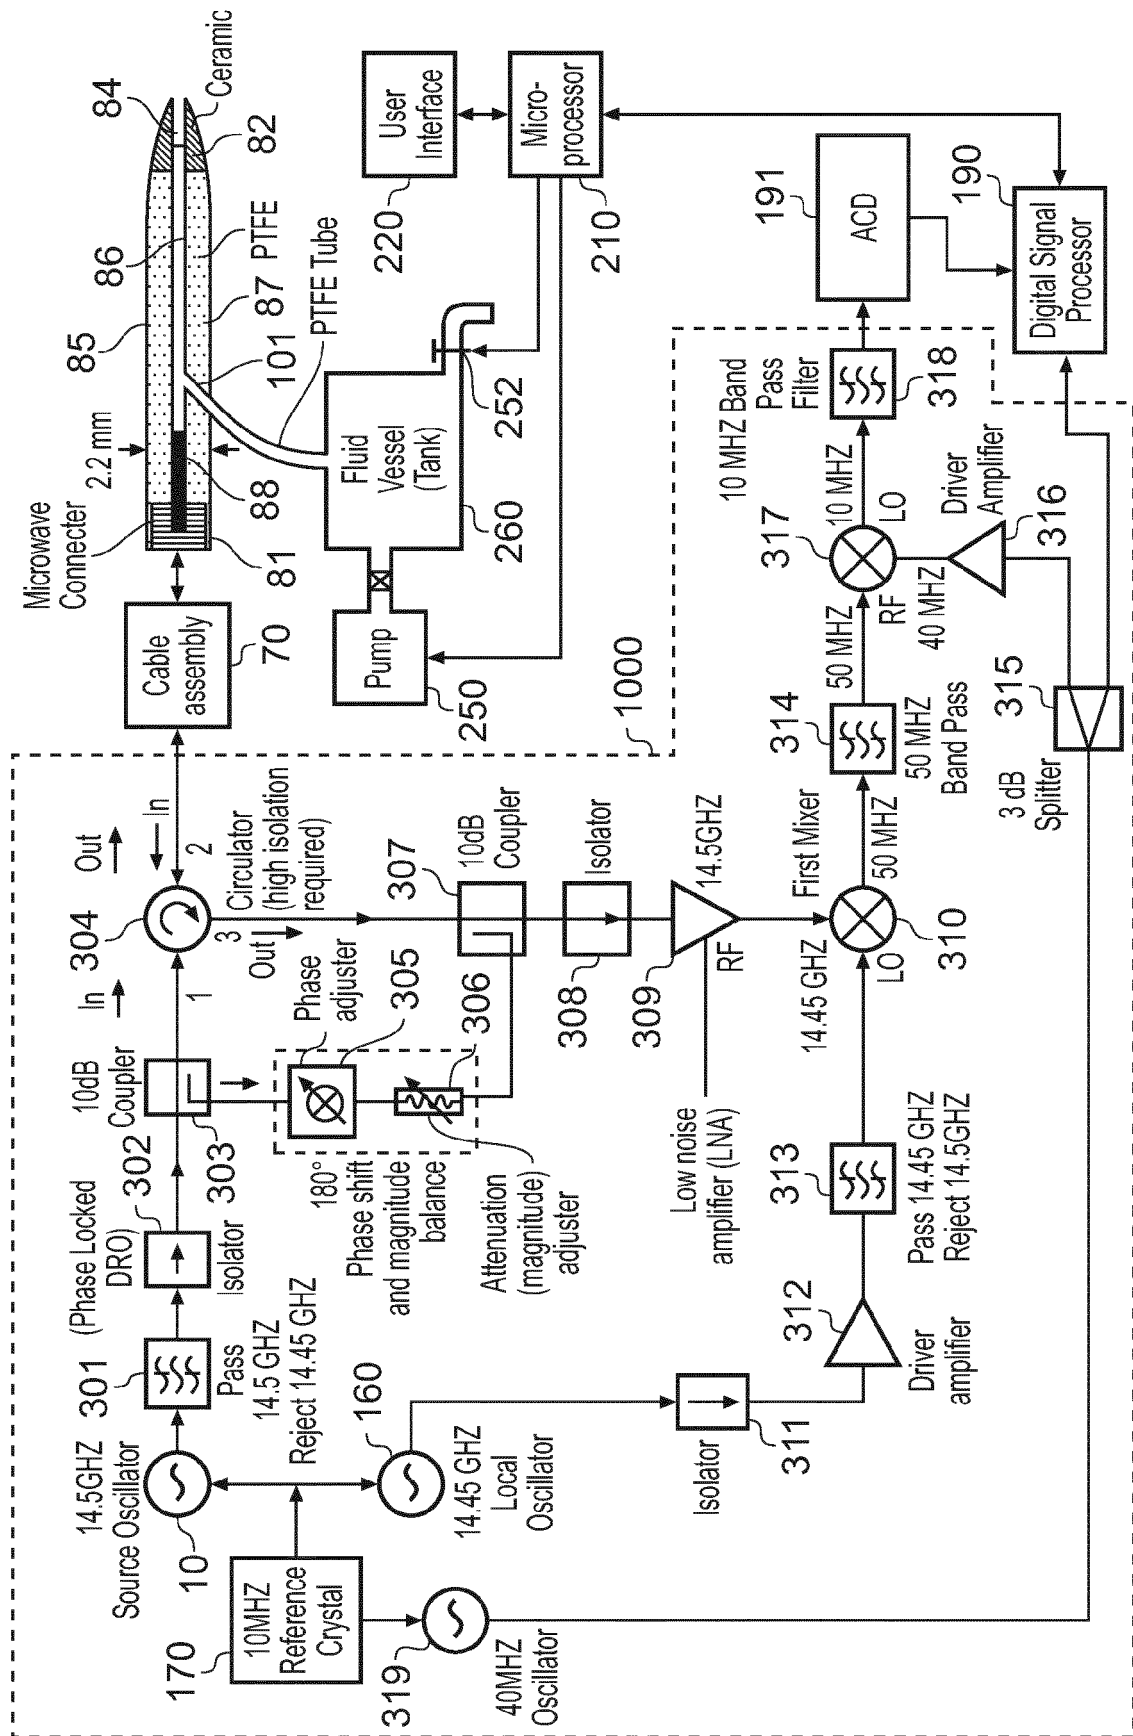 Microwave
Connecter
2.2 mm
85
86
84
Ceramic
82
PTFE
87
PTFE Tube
101
88
81
Cable
assembly
70
Fluid
Vessel
(Tank)
260
252
Pump
250
User
Interface
220
Micro-
processor
210
1000
170
10MHZ
Reference
Crystal
14.5GHZ
Source Oscillator
10
301
Pass
14.5 GHZ
Reject 14.45 GHZ
(Phase Locked
DRO)
302
Isolator
10dB
Coupler
303
In
1
304
Out
In
2
Circulator
(high isolation
required)
3
Out
Phase
adjuster
305
306
180°
Phase shift
and magnitude
balance
Attenuation
(magnitude)
adjuster
307
10dB
Coupler
Isolator
308
309
14.5GHZ
RF
Low noise
amplifier (LNA)
160
14.45 GHZ
Local
Oscillator
319
40MHZ
Oscillator
Isolator
311
312
Driver
amplifier
313
Pass 14.45 GHZ
Reject 14.5GHZ
14.45 GHZ
LO
First Mixer
310
50 MHZ
314
50 MHZ
Band Pass
50 MHZ
RF
317
10 MHZ
LO
40 MHZ
Driver
Amplifier
316
3 dB
Splitter
315
10 MHZ Band
Pass
Filter
318
191
ACD
190
Digital Signal
Processor